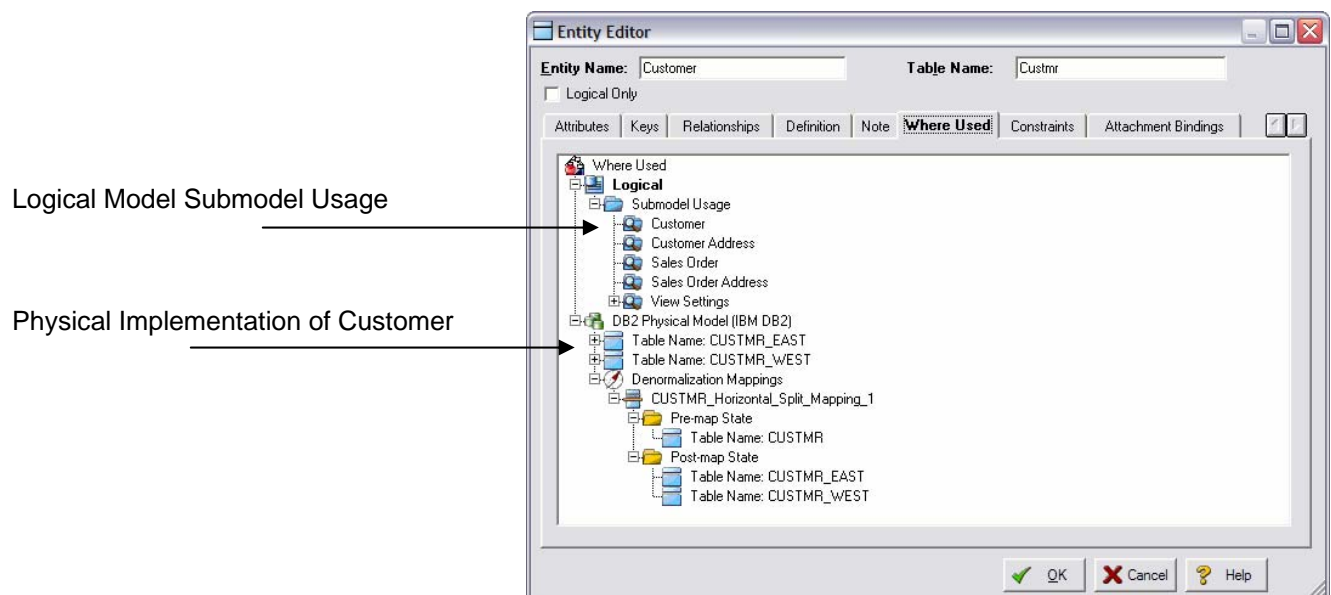 Entity Editor
Entity Name: Customer Table Name: Custmr
Logical Only
Attributes Keys Relationships Definition Note Where Used Constraints Attachment Bindings
Where Used
Logical
Logical Model Submodel Usage
Submodel Usage
Customer
Customer Address
Sales Order
Sales Order Address
View Settings
Physical Implementation of Customer
DB2 Physical Model (IBM DB2)
Table Name: CUSTMR_EAST
Table Name: CUSTMR_WEST
Denormalization Mappings
CUSTMR_Horizontal_Split_Mapping_1
Pre-map State
Table Name: CUSTMR
Post-map State
Table Name: CUSTMR_EAST
Table Name: CUSTMR_WEST
OK Cancel Help